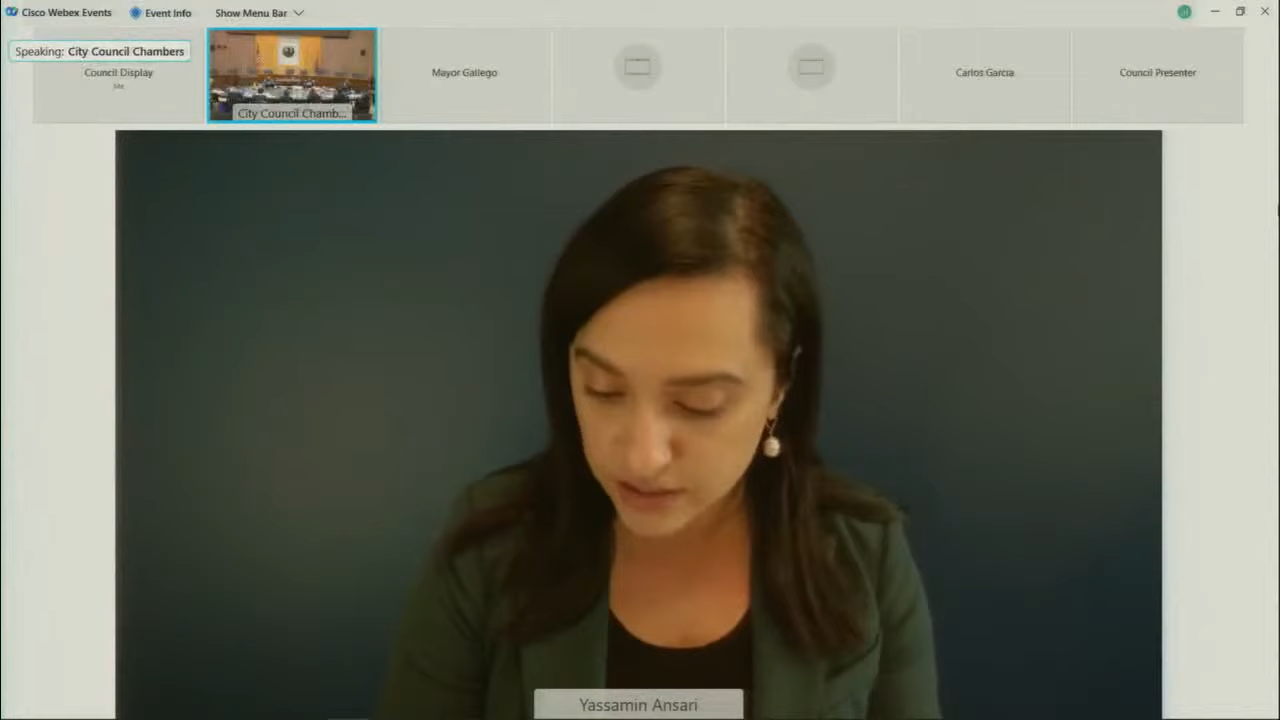 Cisco Webex Events
Event Info
Show Menu Bar
Speaking: City Council Chambers
Council Display
Mayor Gallego
Carlos Garcia
Council Presenter
City Council Chamb...
Yassamin Ansari